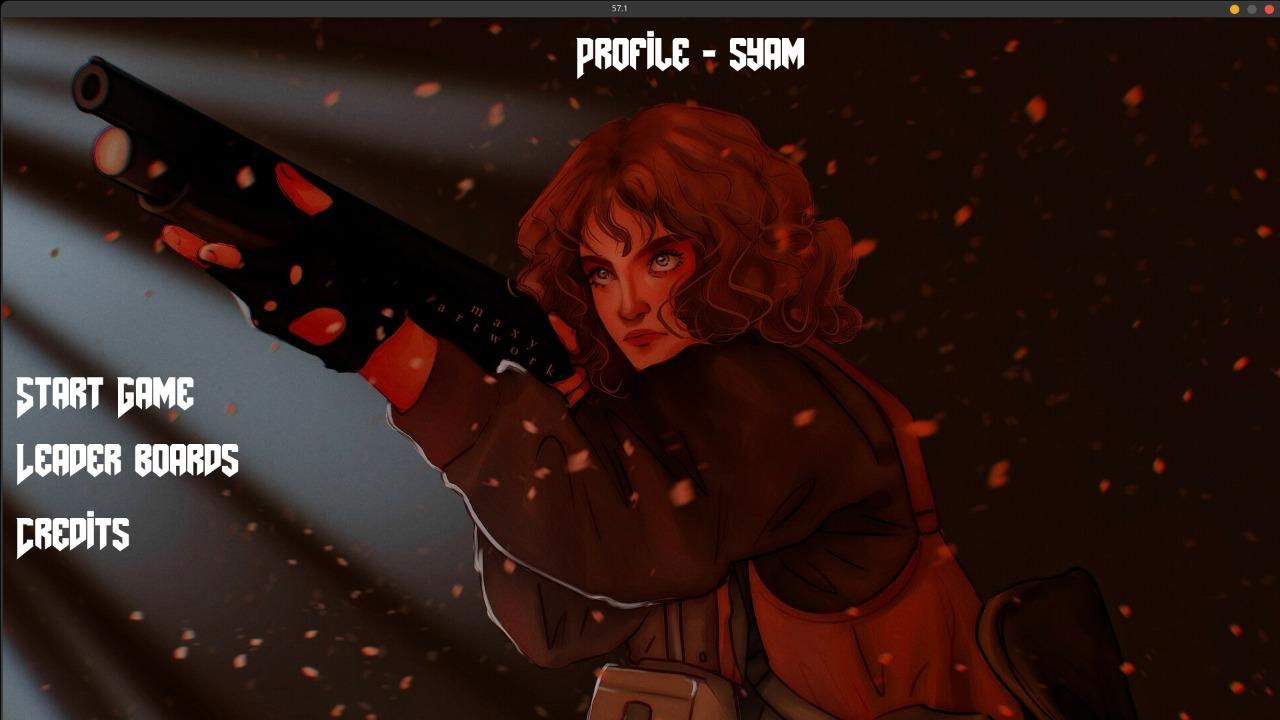 57.1
PROFILE - SYAM
maxy
artwork
START GAME
LEADER BOARDS
CREDITS